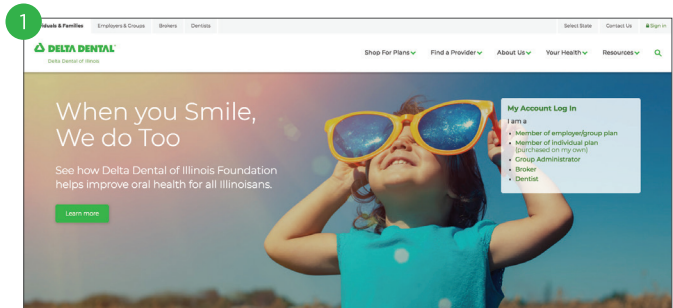 1
viduals & Families Employers & Groups Brokers Dentists Select State Contact Us Sign In
DELTA DENTAL
Delta Dental of Illinois
Shop For Plans Find a Provider About Us Your Health Resources
When you Smile,
We do Too
See how Delta Dental of Illinois Foundation
helps improve oral health for all Illinoisans.
Learn more
My Account Log In
I am a
• Member of employer/group plan
• Member of individual plan
(purchased on my own)
• Group Administrator
• Broker
• Dentist